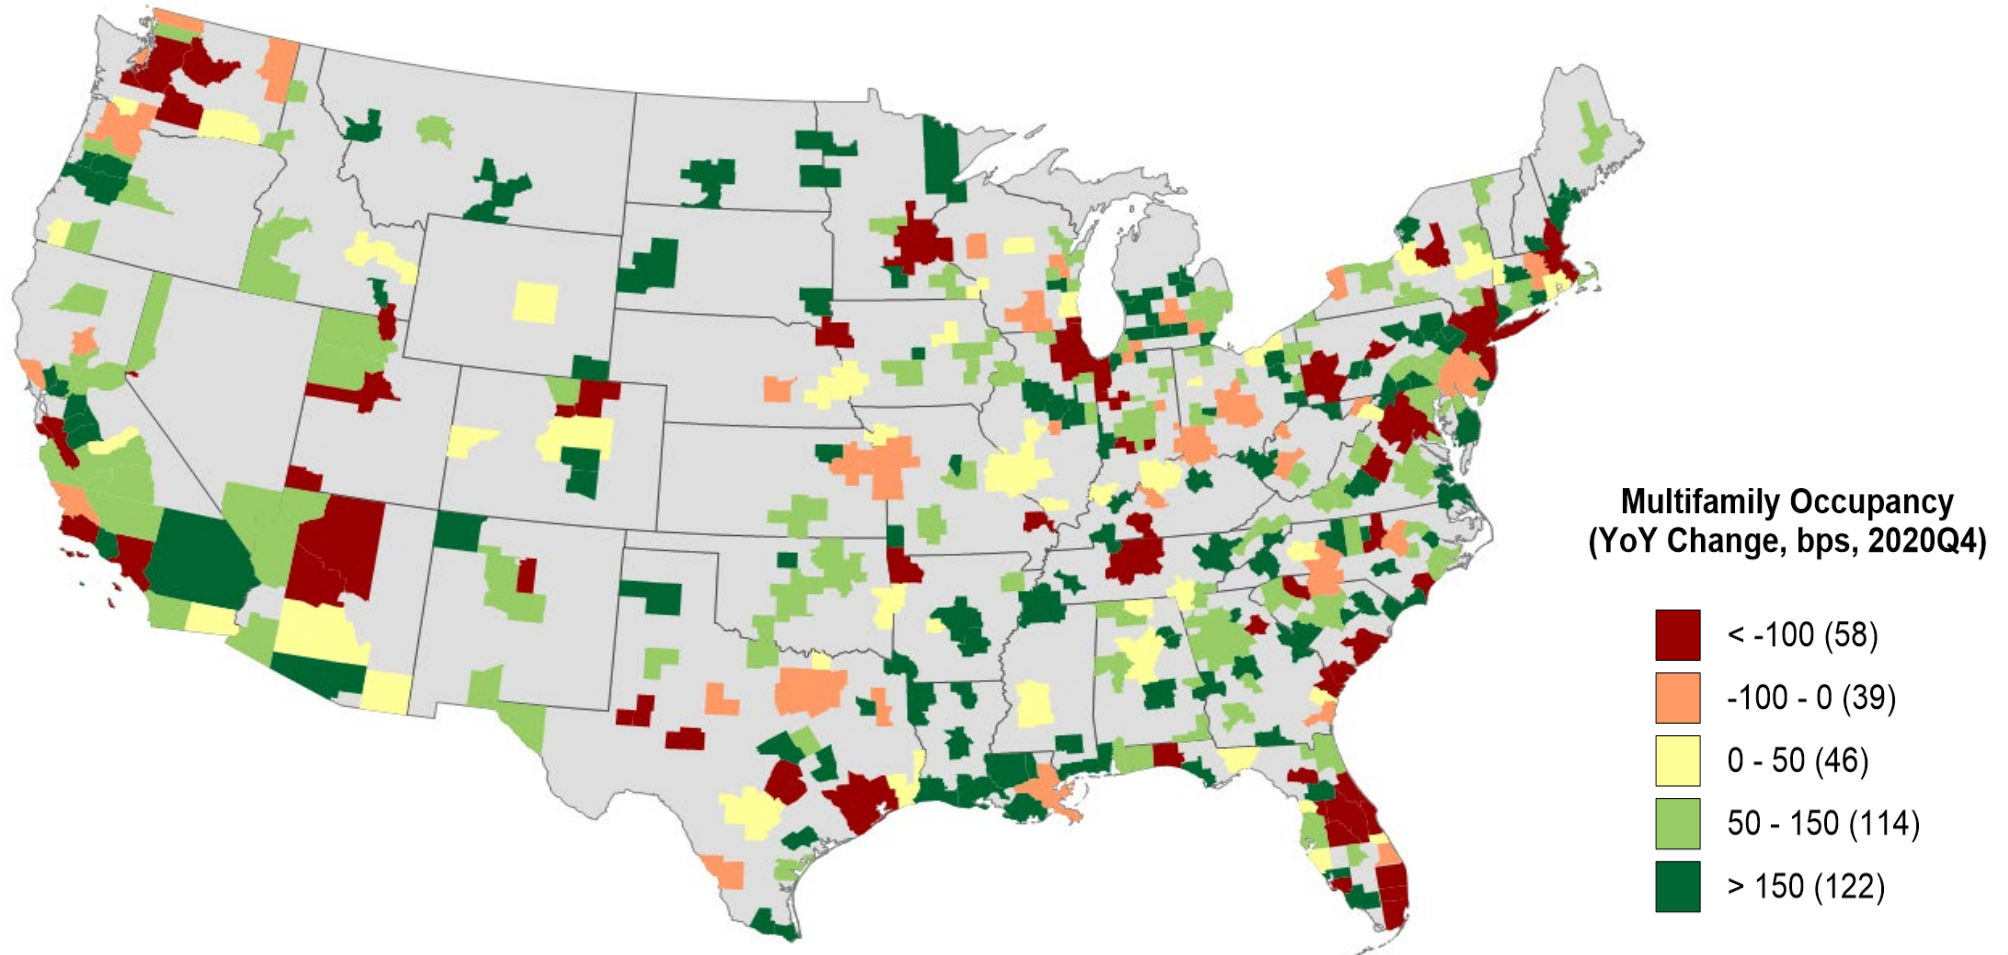 Multifamily Occupancy
(YoY Change, bps, 2020Q4)
< -100 (58)
-100 - 0 (39)
0 - 50 (46)
50 - 150 (114)
> 150 (122)